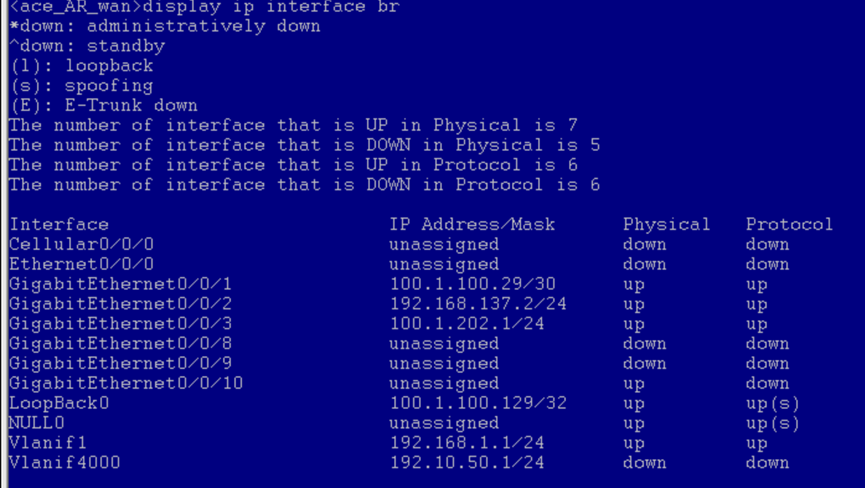 <ace_AR_wan>display ip interface br
*down: administratively down
^down: standby
(l): loopback
(s): spoofing
(E): E-Trunk down
The number of interface that is UP in Physical is 7
The number of interface that is DOWN in Physical is 5
The number of interface that is UP in Protocol is 6
The number of interface that is DOWN in Protocol is 6
Interface IP Address/Mask Physical Protocol
Cellular0/0/0 unassigned down down
Ethernet0/0/0 unassigned down down
GigabitEthernet0/0/1 100.1.100.29/30 up up
GigabitEthernet0/0/2 192.168.137.2/24 up up
GigabitEthernet0/0/3 100.1.202.1/24 up up
GigabitEthernet0/0/8 unassigned down down
GigabitEthernet0/0/9 unassigned down down
GigabitEthernet0/0/10 unassigned up down
LoopBack0 100.1.100.129/32 up up(s)
NULL0 unassigned up up(s)
Vlanif1 192.168.1.1/24 up up
Vlanif4000 192.10.50.1/24 down down